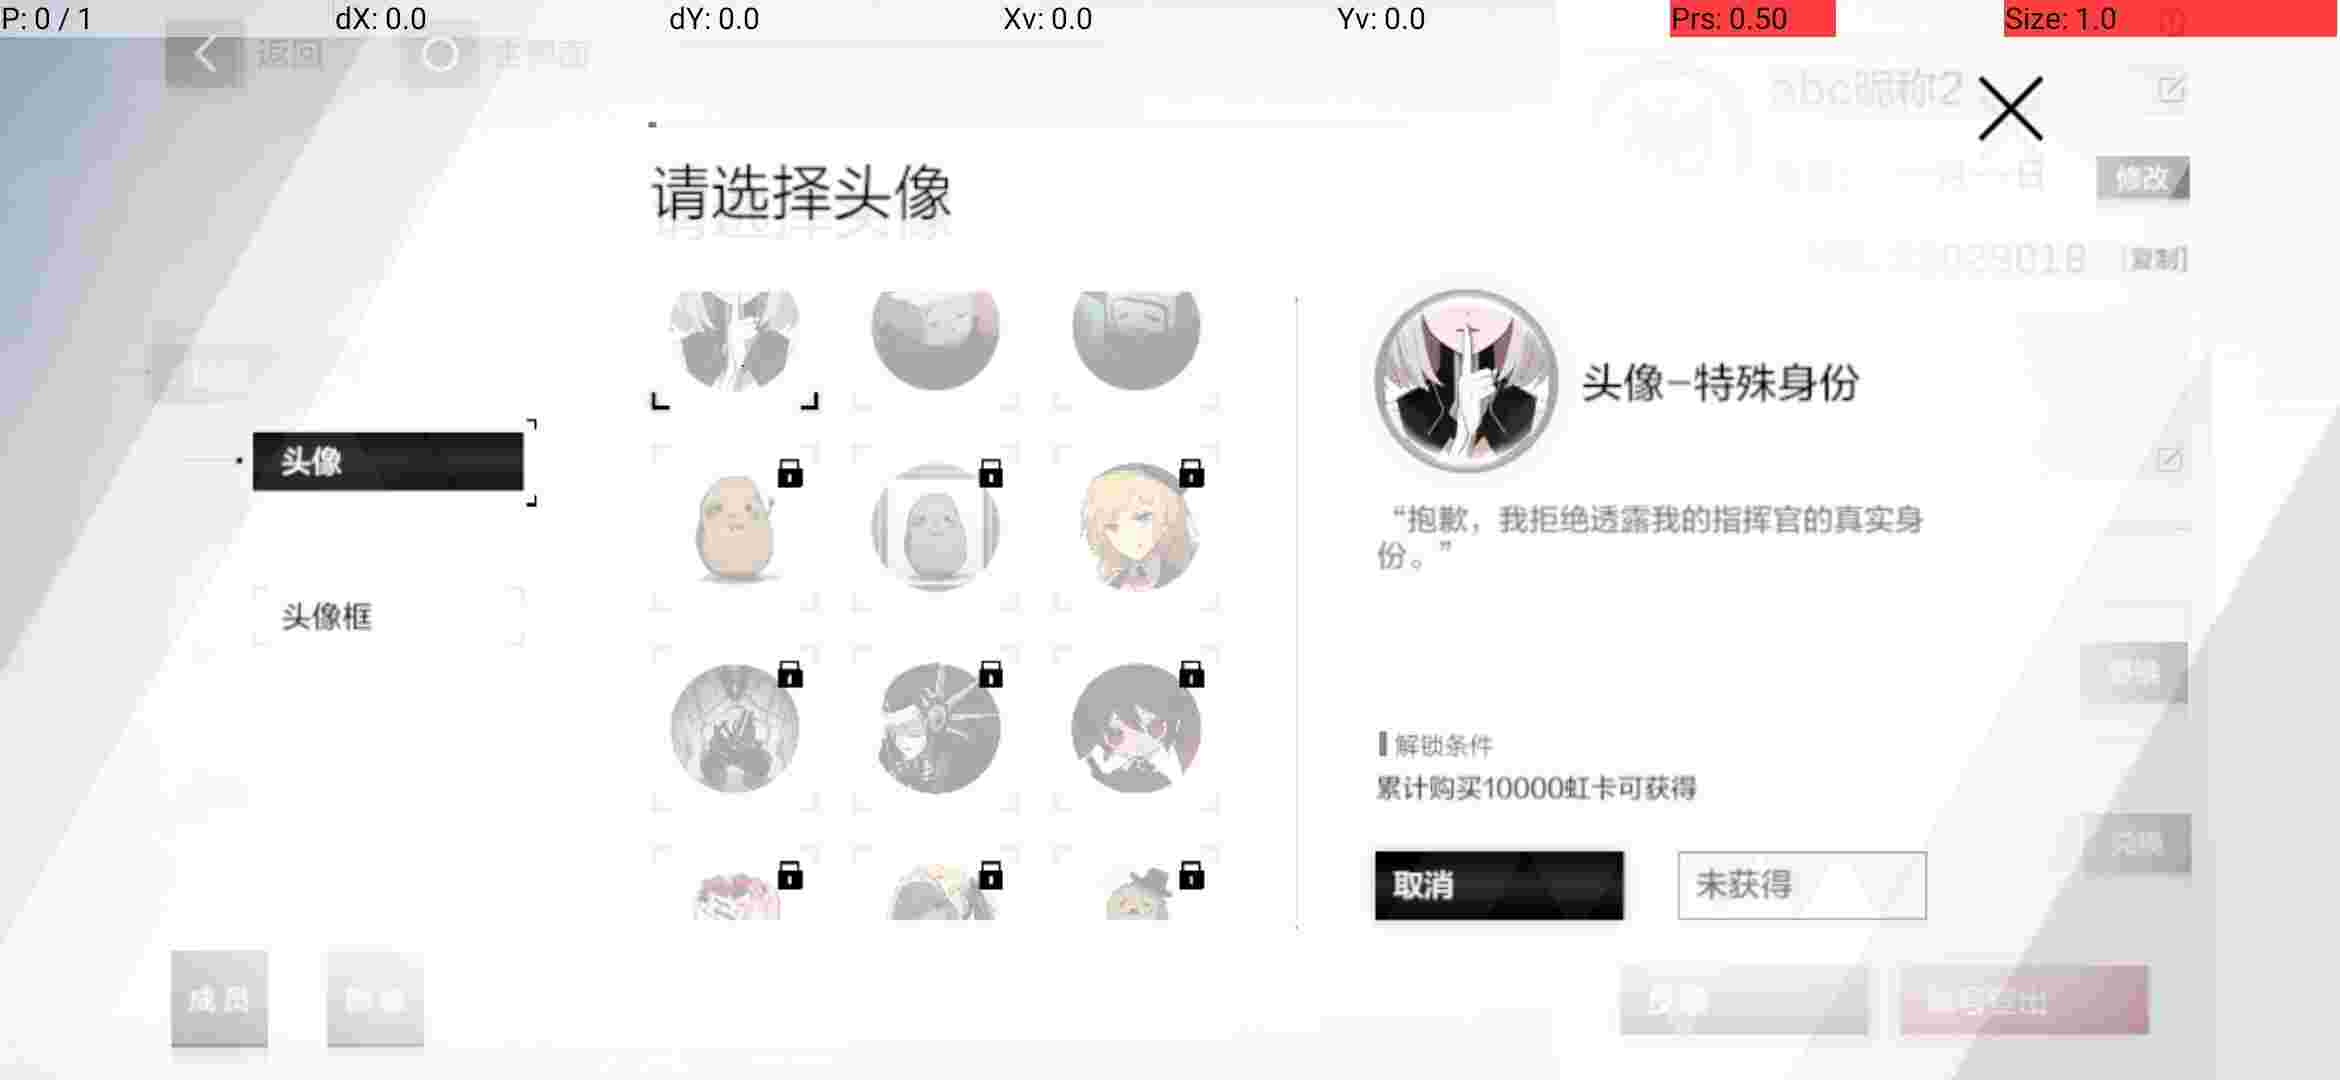 P: 0 / 1
dX: 0.0
dY: 0.0
Xv: 0.0
Yv: 0.0
Prs: 0.50
Size: 1.0
返回
主界面
abc昵称2
修改
029018
[复制]
请选择头像
头像
头像框
头像-特殊身份
“抱歉，我拒绝透露我的指挥官的真实身
份。”
解锁条件
累计购买10000虹卡可获得
取消
未获得
成员